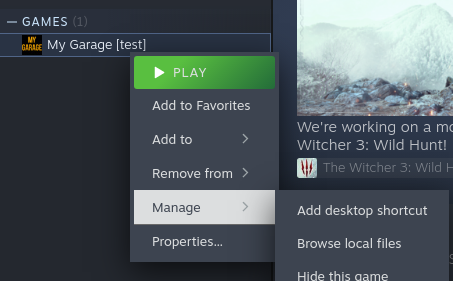 — GAMES (1)
MY GARAGE
My Garage [test]
PLAY
Add to Favorites
Add to
Remove from
Manage
Properties...
Add desktop shortcut
Browse local files
Hide this game
We're working on a mo
Witcher 3: Wild Hunt!
The Witcher 3: Wild H